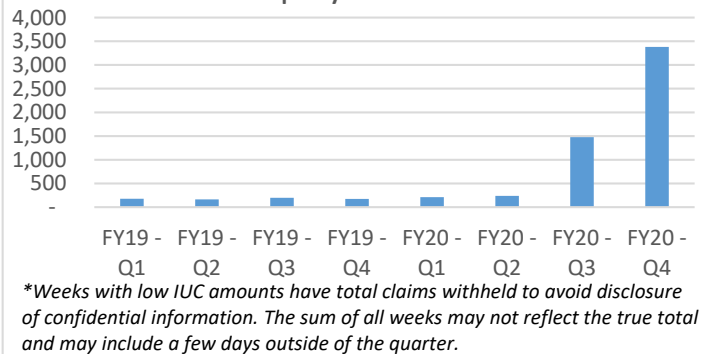 4,000
3,500
3,000
2,500
2,000
1,500
1,000
500
-
FY19 - FY19 - FY19 - FY19 - FY20 - FY20 - FY20 - FY20 -
Q1 Q2 Q3 Q4 Q1 Q2 Q3 Q4
*Weeks with low IUC amounts have total claims withheld to avoid disclosure
of confidential information. The sum of all weeks may not reflect the true total
and may include a few days outside of the quarter.